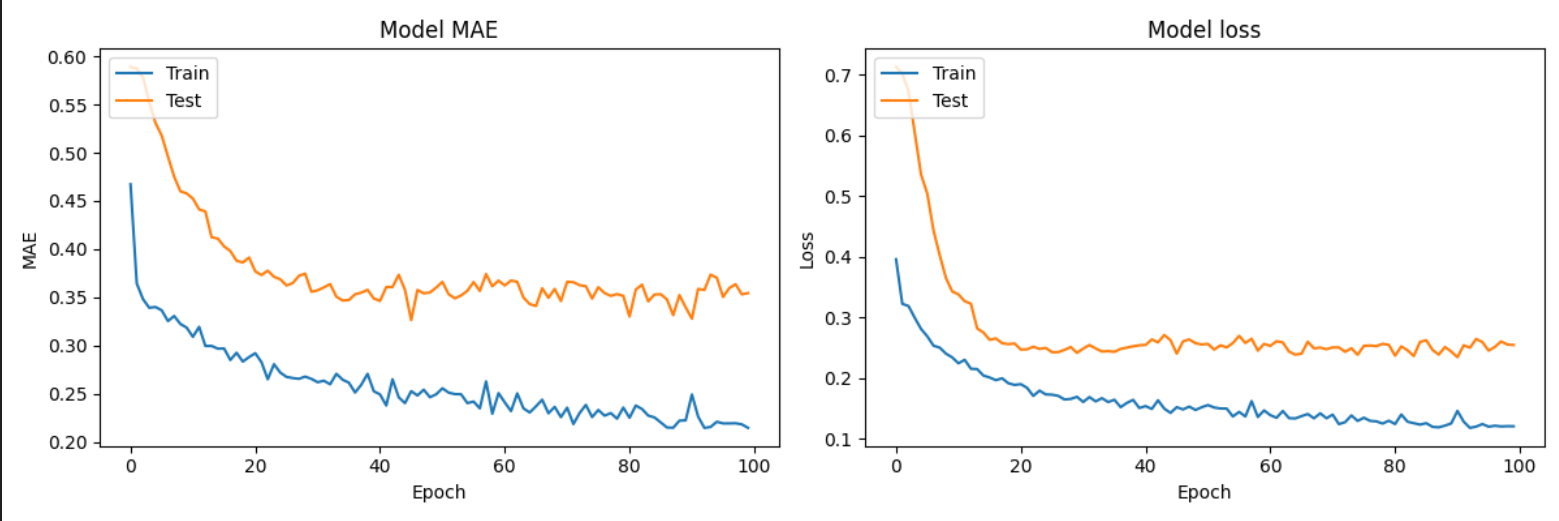 Model MAE
0.60
0.55
0.50
0.45
0.40
0.35
0.30
0.25
0.20
MAE
Train
Test
0 20 40 60 80 100
Epoch
Model loss
0.7
0.6
0.5
0.4
0.3
0.2
0.1
Loss
Train
Test
0 20 40 60 80 100
Epoch